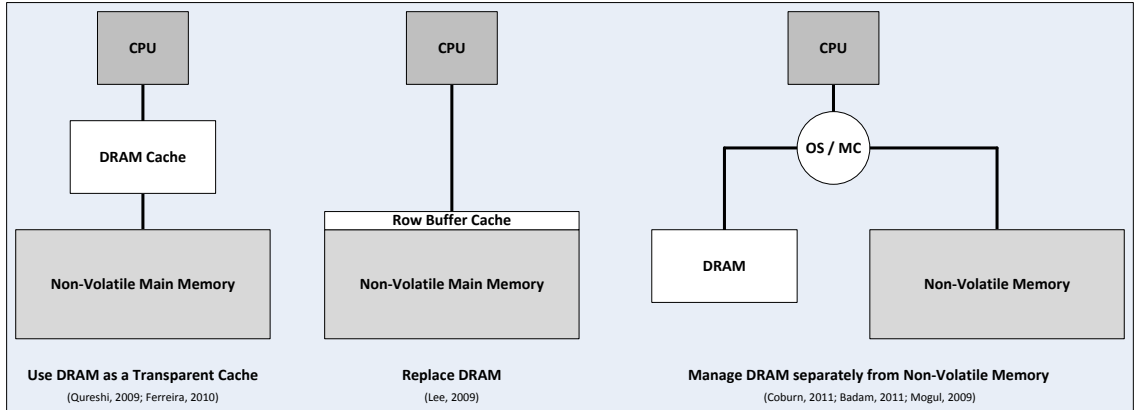 CPU
DRAM Cache
Non-Volatile Main Memory
Use DRAM as a Transparent Cache
(Qureshi, 2009; Ferreira, 2010)
CPU
Row Buffer Cache
Non-Volatile Main Memory
Replace DRAM
(Lee, 2009)
CPU
OS / MC
DRAM
Non-Volatile Memory
Manage DRAM separately from Non-Volatile Memory
(Coburn, 2011; Badam, 2011; Mogul, 2009)